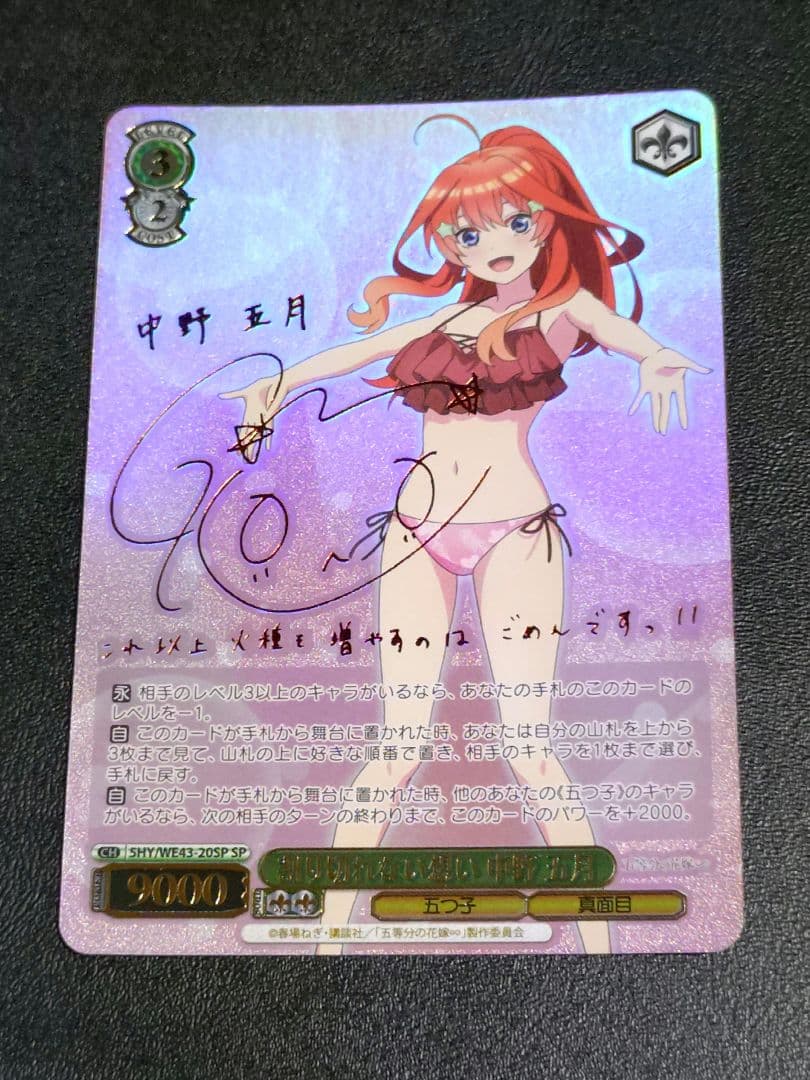 LEVEL
3
2
COST
中野 五月
これ以上 火種を 増やすのは ごめんですっ!!
永 相手のレベル3以上のキャラがいるなら、あなたの手札のこのカードの
レベルを－1。
自 このカードが手札から舞台に置かれた時、あなたは自分の山札を上から
3枚まで見て、山札の上に好きな順番で置き、相手のキャラを1枚まで選び、
手札に戻す。
自 このカードが手札から舞台に置かれた時、他のあなたの《五つ子》のキャラ
がいるなら、次の相手のターンの終わりまで、このカードのパワーを＋2000。
CH 5HY/WE43-20SP SP
割り切れない想い 中野 五月
POWER
9000
SOUL
五つ子
真面目
©春場ねぎ・講談社／「五等分の花嫁∞」製作委員会